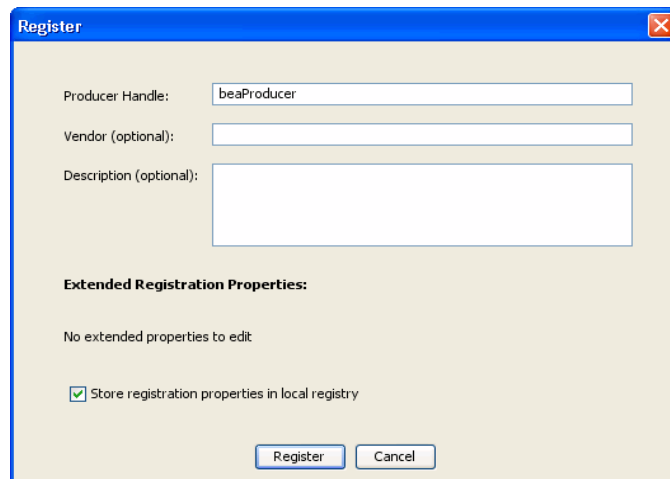 Register
Producer Handle:
beaProducer
Vendor (optional):
Description (optional):
Extended Registration Properties:
No extended properties to edit
Store registration properties in local registry
Register
Cancel